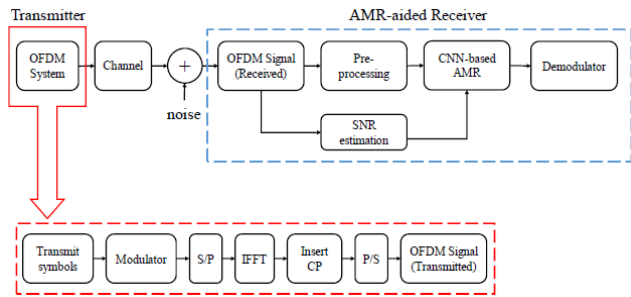 Transmitter
AMR-aided Receiver
OFDM
System
Channel
+
noise
OFDM Signal
(Received)
Pre-
processing
CNN-based
AMR
Demodulator
SNR
estimation
Transmit
symbols
Modulator
S/P
IFFT
Insert
CP
P/S
OFDM Signal
(Transmitted)